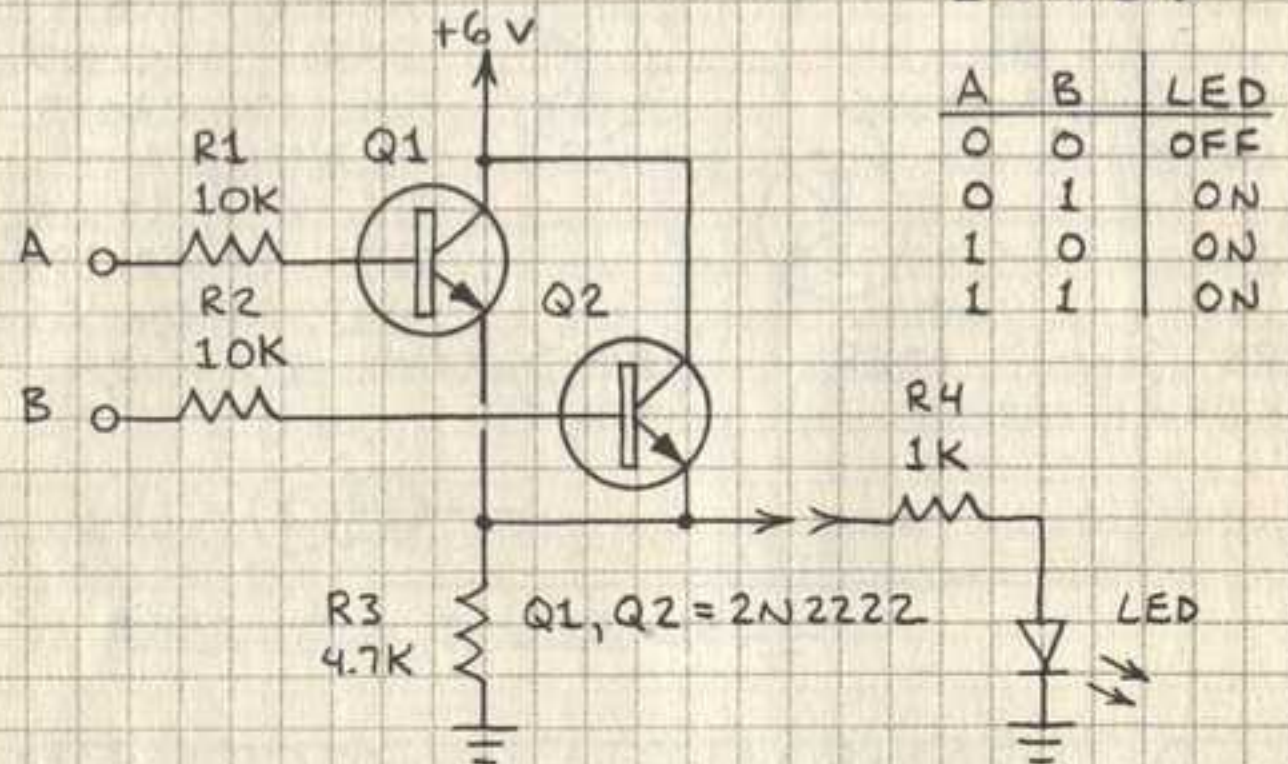 +6 V
A B LED
0 0 OFF
0 1 ON
1 0 ON
1 1 ON
R1
10K
Q1
A
R2
10K
Q2
B
R4
1K
R3
4.7K
Q1, Q2 = 2N2222
LED